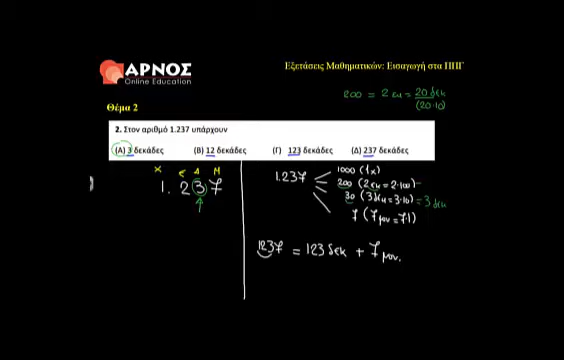 ΑΡΝΟΣ
Online Education
Εξετάσεις Μαθηματικών: Εισαγωγή στα ΠΠΓ
200 = 2 εκ = 20 δεκ
(20·10)
Θέμα 2
2. Στον αριθμό 1.237 υπάρχουν
(Α) 3 δεκάδες (Β) 12 δεκάδες (Γ) 123 δεκάδες (Δ) 237 δεκάδες
Χ Ε Δ Μ
1. 2 3 7
1.237
1000 (1χ)
200 (2εκ = 2·100)
30 (3δεκ = 3·10) = 3 δεκ
7 (7μον = 7·1)
1237 = 123 δεκ + 7 μον.